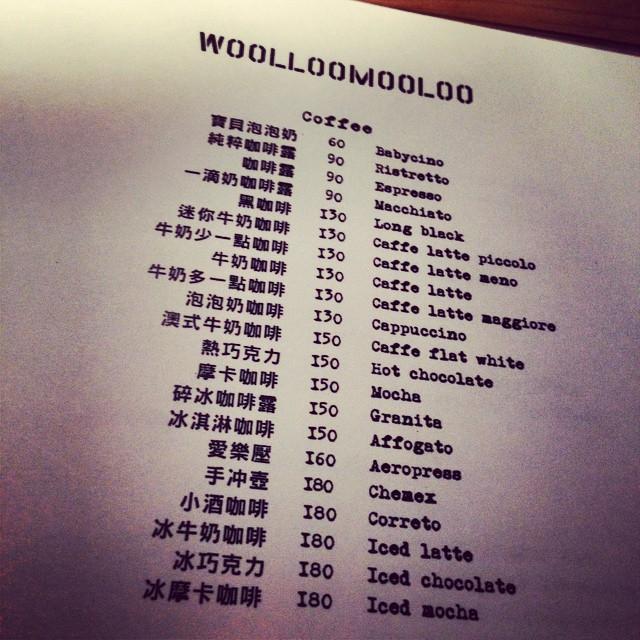 WOOLLOOMOOLOO
Coffee
寶貝泡泡奶 60 Babycino
純粹咖啡露 90 Ristretto
咖啡露 90 Espresso
一滴奶咖啡露 90 Macchiato
黑咖啡 130 Long black
迷你牛奶咖啡 130 Caffe latte piccolo
牛奶少一點咖啡 130 Caffe latte meno
牛奶咖啡 130 Caffe latte
牛奶多一點咖啡 130 Caffe latte maggiore
泡泡奶咖啡 130 Cappuccino
澳式牛奶咖啡 150 Caffe flat white
熱巧克力 150 Hot chocolate
摩卡咖啡 150 Mocha
碎冰咖啡露 150 Granita
冰淇淋咖啡 150 Affogato
愛樂壓 160 Aeropress
手冲壺 180 Chemex
小酒咖啡 180 Correto
冰牛奶咖啡 180 Iced latte
冰巧克力 180 Iced chocolate
冰摩卡咖啡 180 Iced mocha